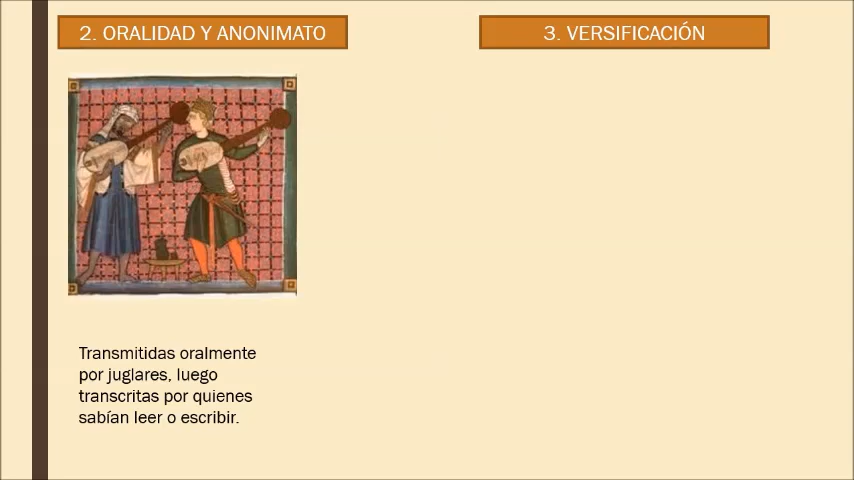 2. ORALIDAD Y ANONIMATO
3. VERSIFICACIÓN
Transmitidas oralmente
por juglares, luego
transcritas por quienes
sabían leer o escribir.